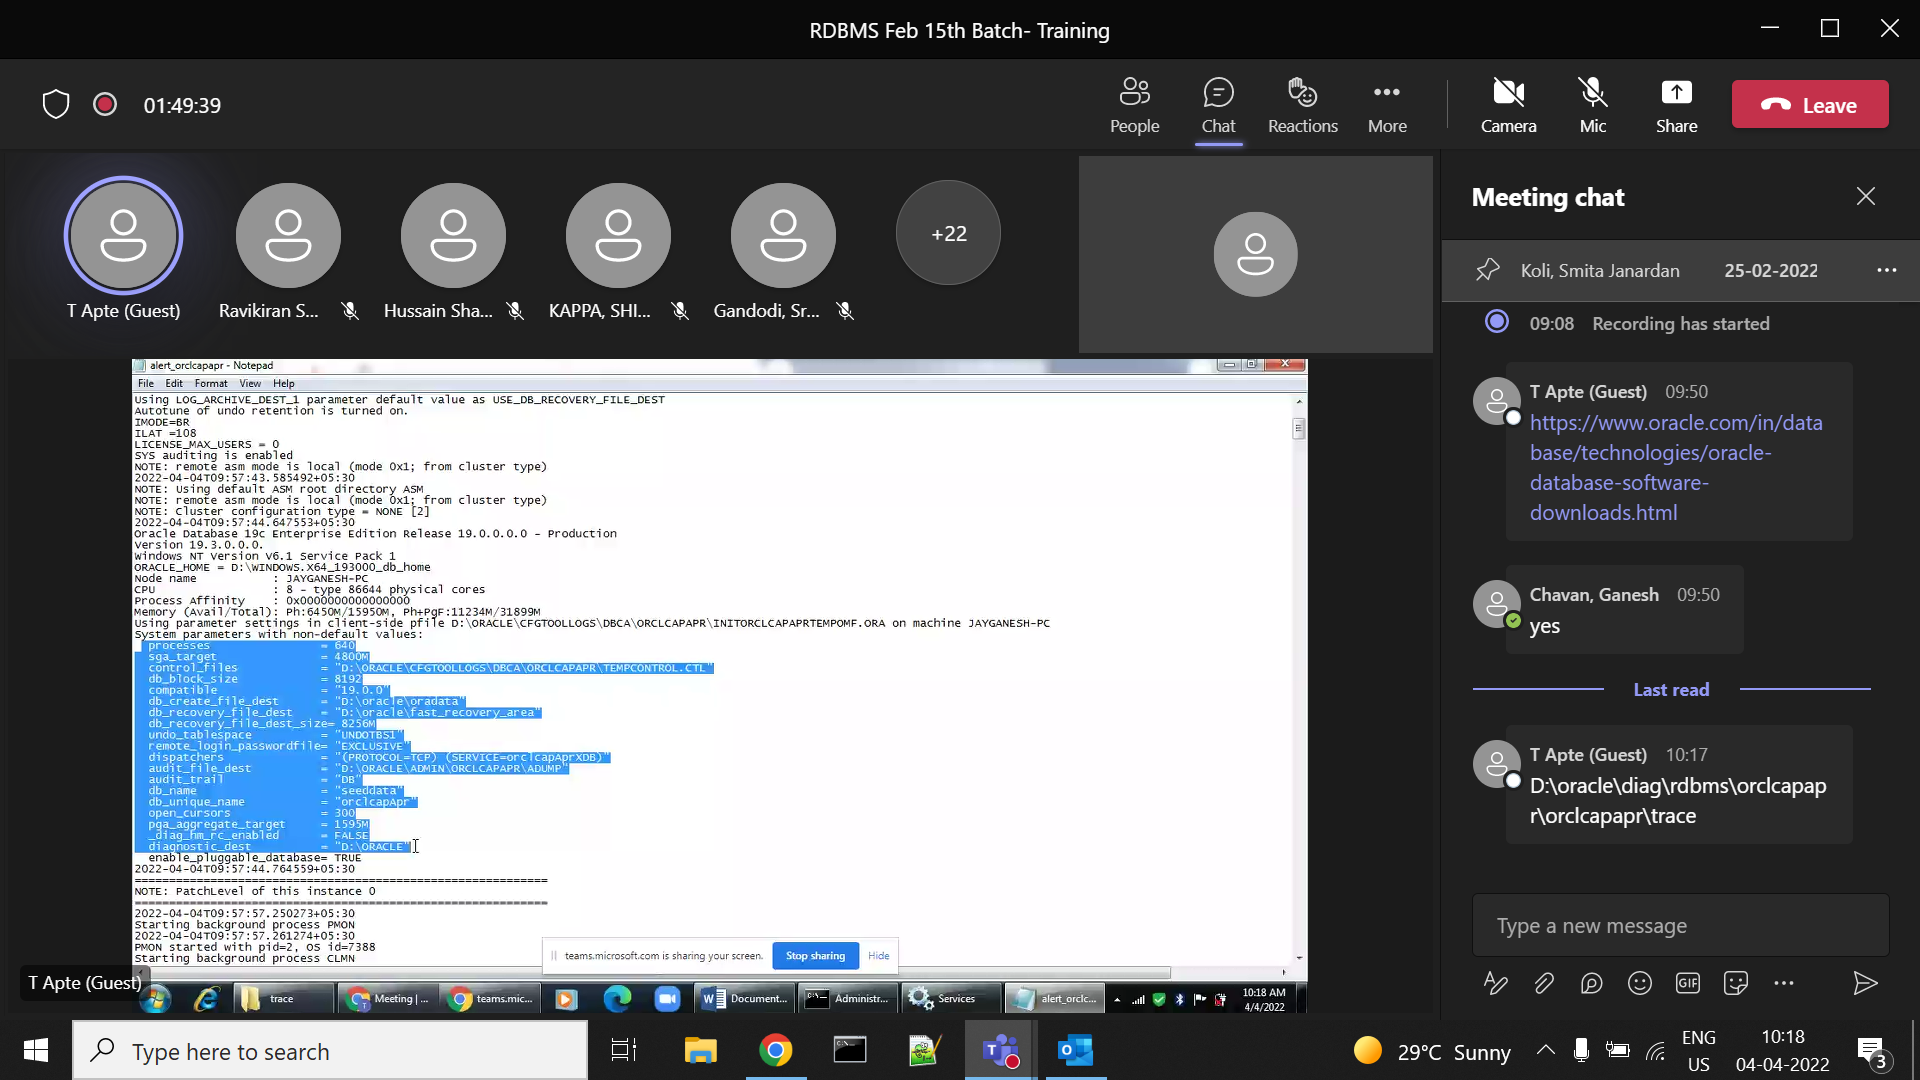 RDBMS Feb 15th Batch- Training
01:49:39
People
Chat
Reactions
More
Camera
Mic
Share
Leave
T Apte (Guest)
Ravikiran S...
Hussain Sha...
KAPPA, SHI...
Gandodi, Sr...
+22
alert_orclcapapr - Notepad
File Edit Format View Help
Using LOG_ARCHIVE_DEST_1 parameter default value as USE_DB_RECOVERY_FILE_DEST
Autotune of undo retention is turned on.
IMODE=BR
ILAT =108
LICENSE_MAX_USERS = 0
SYS auditing is enabled
NOTE: remote asm mode is local (mode 0x1; from cluster type)
2022-04-04T09:57:43.585492+05:30
NOTE: Using default ASM root directory ASM
NOTE: remote asm mode is local (mode 0x1; from cluster type)
NOTE: Cluster configuration type = NONE [2]
2022-04-04T09:57:44.647553+05:30
Oracle Database 19c Enterprise Edition Release 19.0.0.0.0 - Production
Version 19.3.0.0.0.
Windows NT Version V6.1 Service Pack 1
ORACLE_HOME = D:\WINDOWS.X64_193000_db_home
Node name : JAYGANESH-PC
CPU : 8 - type 86644 physical cores
Process Affinity : 0x0000000000000000
Memory (Avail/Total): Ph:6450M/15950M, Ph+PgF:11234M/31899M
Using parameter settings in client-side pfile D:\ORACLE\CFGTOOLLOGS\DBCA\ORCLCAPAPR\INITORCLCAPAPRTEMPOMF.ORA on machine JAYGANESH-PC
System parameters with non-default values:
processes = 640
sga_target = 4800M
control_files = "D:\ORACLE\CFGTOOLLOGS\DBCA\ORCLCAPAPR\TEMPCONTROL.CTL"
db_block_size = 8192
compatible = "19.0.0"
db_create_file_dest = "D:\oracle\oradata"
db_recovery_file_dest = "D:\oracle\fast_recovery_area"
db_recovery_file_dest_size= 8256M
undo_tablespace = "UNDOTBS1"
remote_login_passwordfile= "EXCLUSIVE"
dispatchers = "(PROTOCOL=TCP) (SERVICE=orclcapAprXDB)"
audit_file_dest = "D:\ORACLE\ADMIN\ORCLCAPAPR\ADUMP"
audit_trail = "DB"
db_name = "seeddata"
db_unique_name = "orclcapApr"
open_cursors = 300
pga_aggregate_target = 1595M
_diag_hm_rc_enabled = FALSE
diagnostic_dest = "D:\ORACLE"
enable_pluggable_database= TRUE
2022-04-04T09:57:44.764559+05:30
===========================================================
NOTE: PatchLevel of this instance 0
===========================================================
2022-04-04T09:57:57.250273+05:30
Starting background process PMON
2022-04-04T09:57:57.261274+05:30
PMON started with pid=2, OS id=7388
Starting background process CLMN
teams.microsoft.com is sharing your screen.
Stop sharing
Hide
T Apte (Guest)
trace
Meeting | ...
teams.mic...
Document...
Administr...
Services
alert_orclc...
10:18 AM
4/4/2022
Meeting chat
Koli, Smita Janardan 25-02-2022
09:08 Recording has started
T Apte (Guest) 09:50
https://www.oracle.com/in/data
base/technologies/oracle-
database-software-
downloads.html
Chavan, Ganesh 09:50
yes
Last read
T Apte (Guest) 10:17
D:\oracle\diag\rdbms\orclcapap
r\orclcapapr\trace
Type a new message
GIF
Type here to search
29°C Sunny
ENG
US
10:18
04-04-2022
3